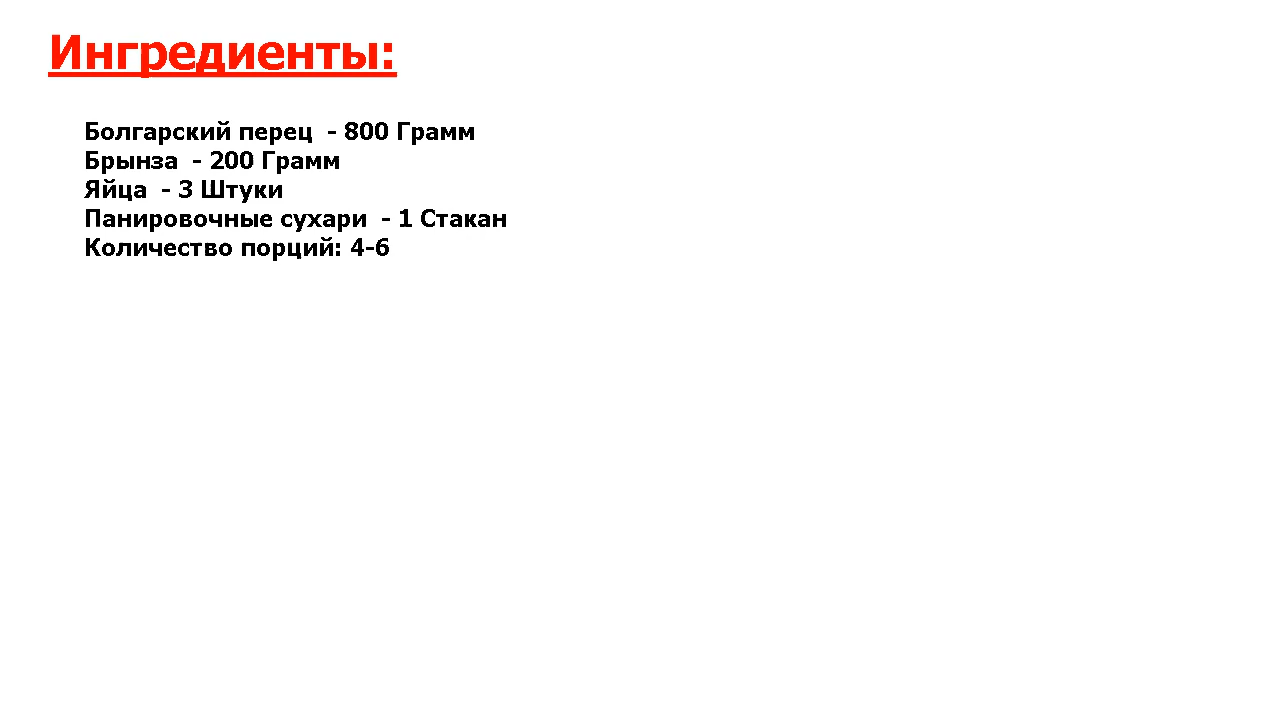 Ингредиенты:
Болгарский перец  - 800 Грамм
Брынза  - 200 Грамм
Яйца  - 3 Штуки
Панировочные сухари  - 1 Стакан
Количество порций: 4-6